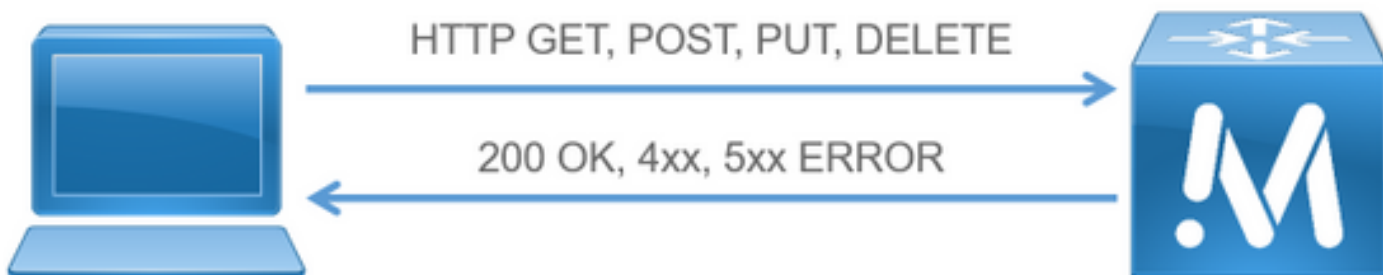 HTTP GET, POST, PUT, DELETE
200 OK, 4xx, 5xx ERROR